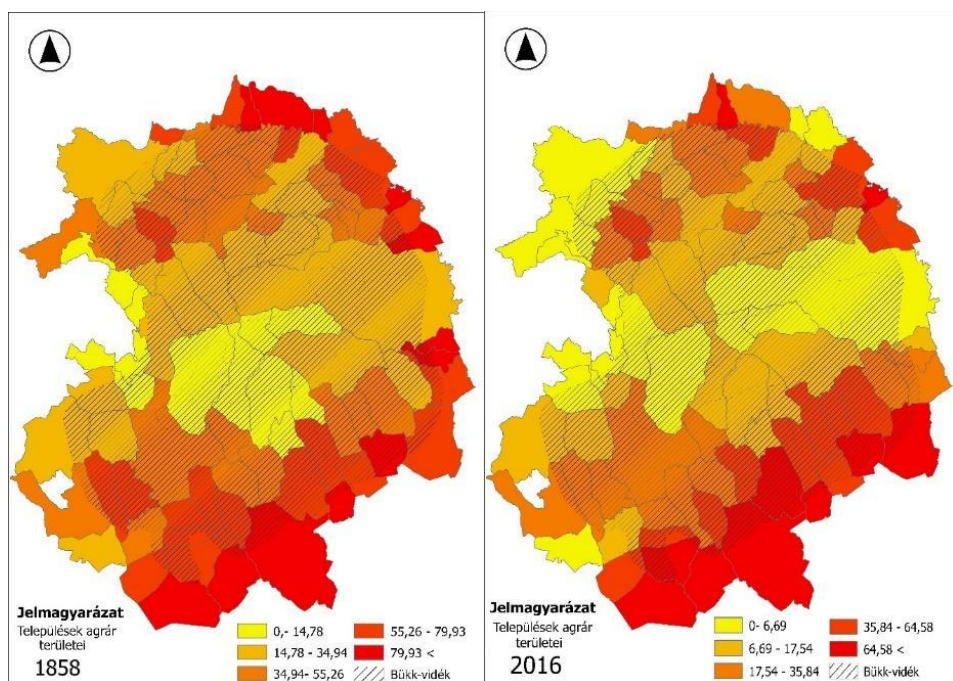 Jelmagyarázat
Települések agrár
területei
1858
0,- 14,78
14,78 - 34,94
34,94- 55,26
55,26 - 79,93
79,93 <
Bükk-vidék
Jelmagyarázat
Települések agrár
területei
2016
0- 6,69
6,69 - 17,54
17,54 - 35,84
35,84 - 64,58
64,58 <
Bükk-vidék